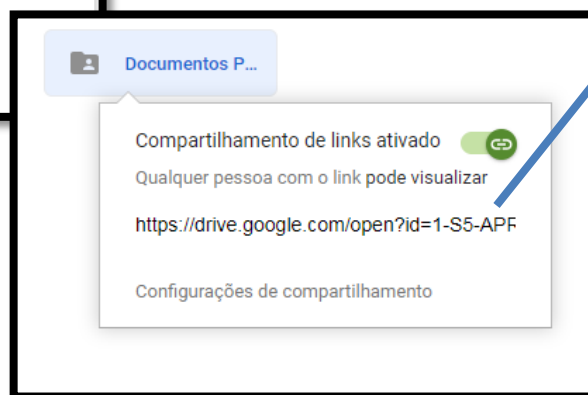 Documentos P...
Compartilhamento de links ativado
Qualquer pessoa com o link pode visualizar
https://drive.google.com/open?id=1-S5-APR
Configurações de compartilhamento